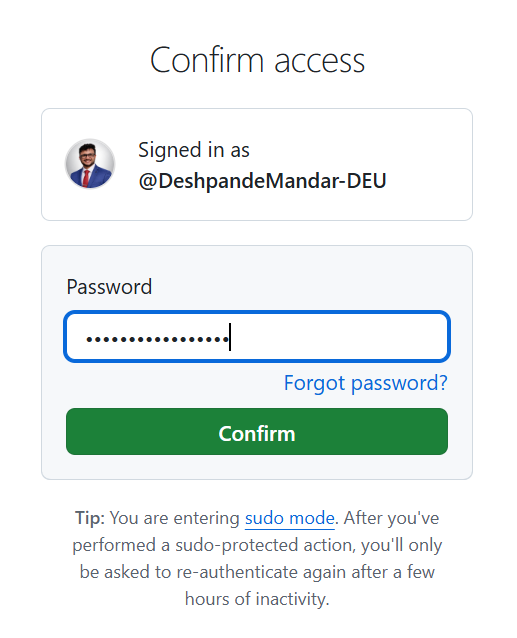 Confirm access
Signed in as
@DeshpandeMandar-DEU
Password
•••••••••••••••••
Forgot password?
Confirm
Tip: You are entering sudo mode. After you've
performed a sudo-protected action, you'll only
be asked to re-authenticate again after a few
hours of inactivity.